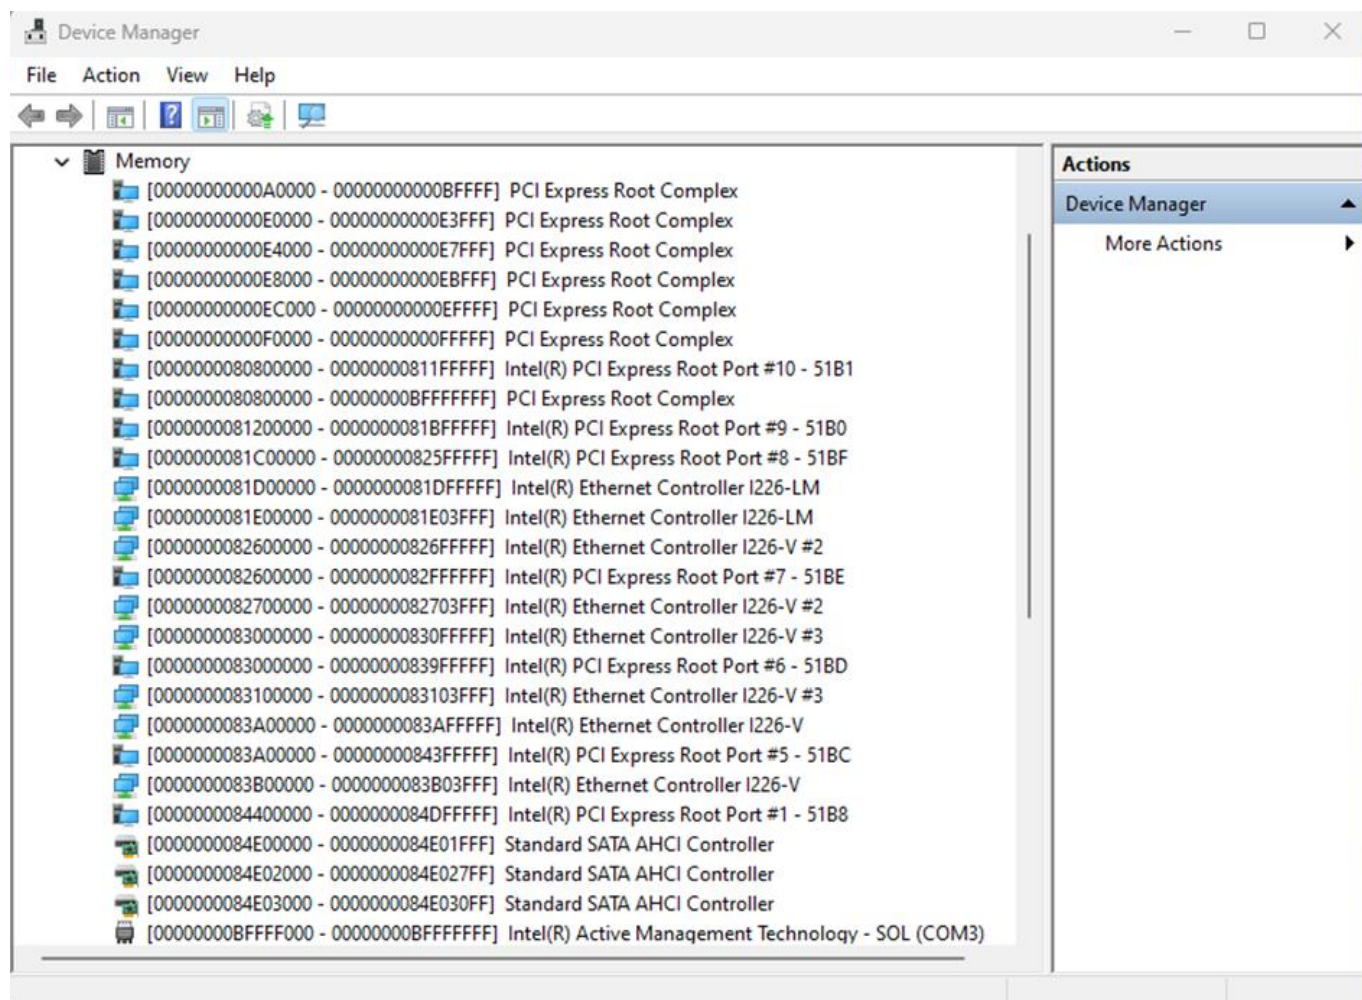 Device Manager
File Action View Help
Memory
[00000000000A0000 - 00000000000BFFFF] PCI Express Root Complex
[00000000000E0000 - 00000000000E3FFF] PCI Express Root Complex
[00000000000E4000 - 00000000000E7FFF] PCI Express Root Complex
[00000000000E8000 - 00000000000EBFFF] PCI Express Root Complex
[00000000000EC000 - 00000000000EFFFF] PCI Express Root Complex
[00000000000F0000 - 00000000000FFFFF] PCI Express Root Complex
[0000000080800000 - 00000000811FFFFF] Intel(R) PCI Express Root Port #10 - 51B1
[0000000080800000 - 00000000BFFFFFFF] PCI Express Root Complex
[0000000081200000 - 0000000081BFFFFF] Intel(R) PCI Express Root Port #9 - 51B0
[0000000081C00000 - 00000000825FFFFF] Intel(R) PCI Express Root Port #8 - 51BF
[0000000081D00000 - 0000000081DFFFFF] Intel(R) Ethernet Controller I226-LM
[0000000081E00000 - 0000000081E03FFF] Intel(R) Ethernet Controller I226-LM
[0000000082600000 - 00000000826FFFFF] Intel(R) Ethernet Controller I226-V #2
[0000000082600000 - 0000000082FFFFFF] Intel(R) PCI Express Root Port #7 - 51BE
[0000000082700000 - 0000000082703FFF] Intel(R) Ethernet Controller I226-V #2
[0000000083000000 - 00000000830FFFFF] Intel(R) Ethernet Controller I226-V #3
[0000000083000000 - 00000000839FFFFF] Intel(R) PCI Express Root Port #6 - 51BD
[0000000083100000 - 0000000083103FFF] Intel(R) Ethernet Controller I226-V #3
[0000000083A00000 - 0000000083AFFFFF] Intel(R) Ethernet Controller I226-V
[0000000083A00000 - 00000000843FFFFF] Intel(R) PCI Express Root Port #5 - 51BC
[0000000083B00000 - 0000000083B03FFF] Intel(R) Ethernet Controller I226-V
[0000000084400000 - 0000000084DFFFFF] Intel(R) PCI Express Root Port #1 - 51B8
[0000000084E00000 - 0000000084E01FFF] Standard SATA AHCI Controller
[0000000084E02000 - 0000000084E027FF] Standard SATA AHCI Controller
[0000000084E03000 - 0000000084E030FF] Standard SATA AHCI Controller
[00000000BFFFF000 - 00000000BFFFFFFF] Intel(R) Active Management Technology - SOL (COM3)
Actions
Device Manager
More Actions